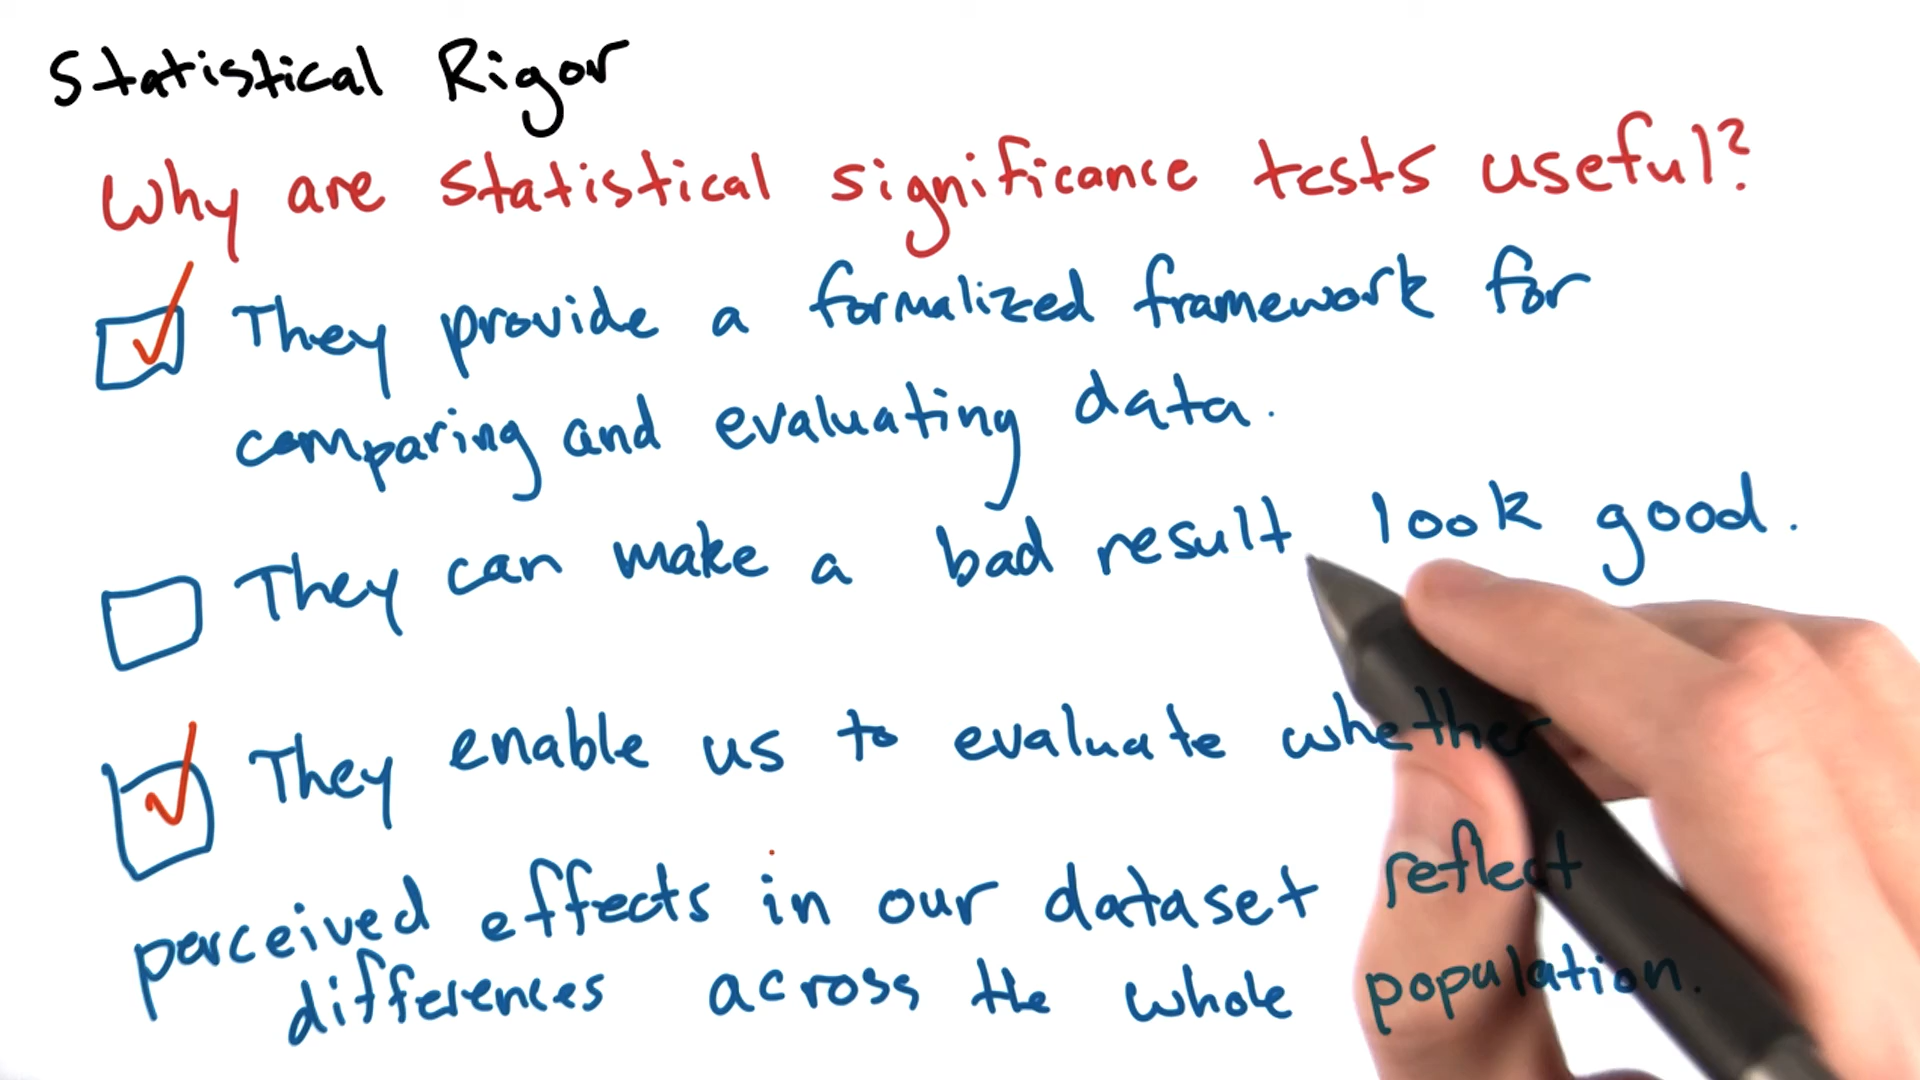 Statistical Rigor
Why are statistical significance tests useful?
They provide a formalized framework for
comparing and evaluating data.
They can make a bad result look good.
They enable us to evaluate whether
perceived effects in our dataset reflect
differences across the whole population.